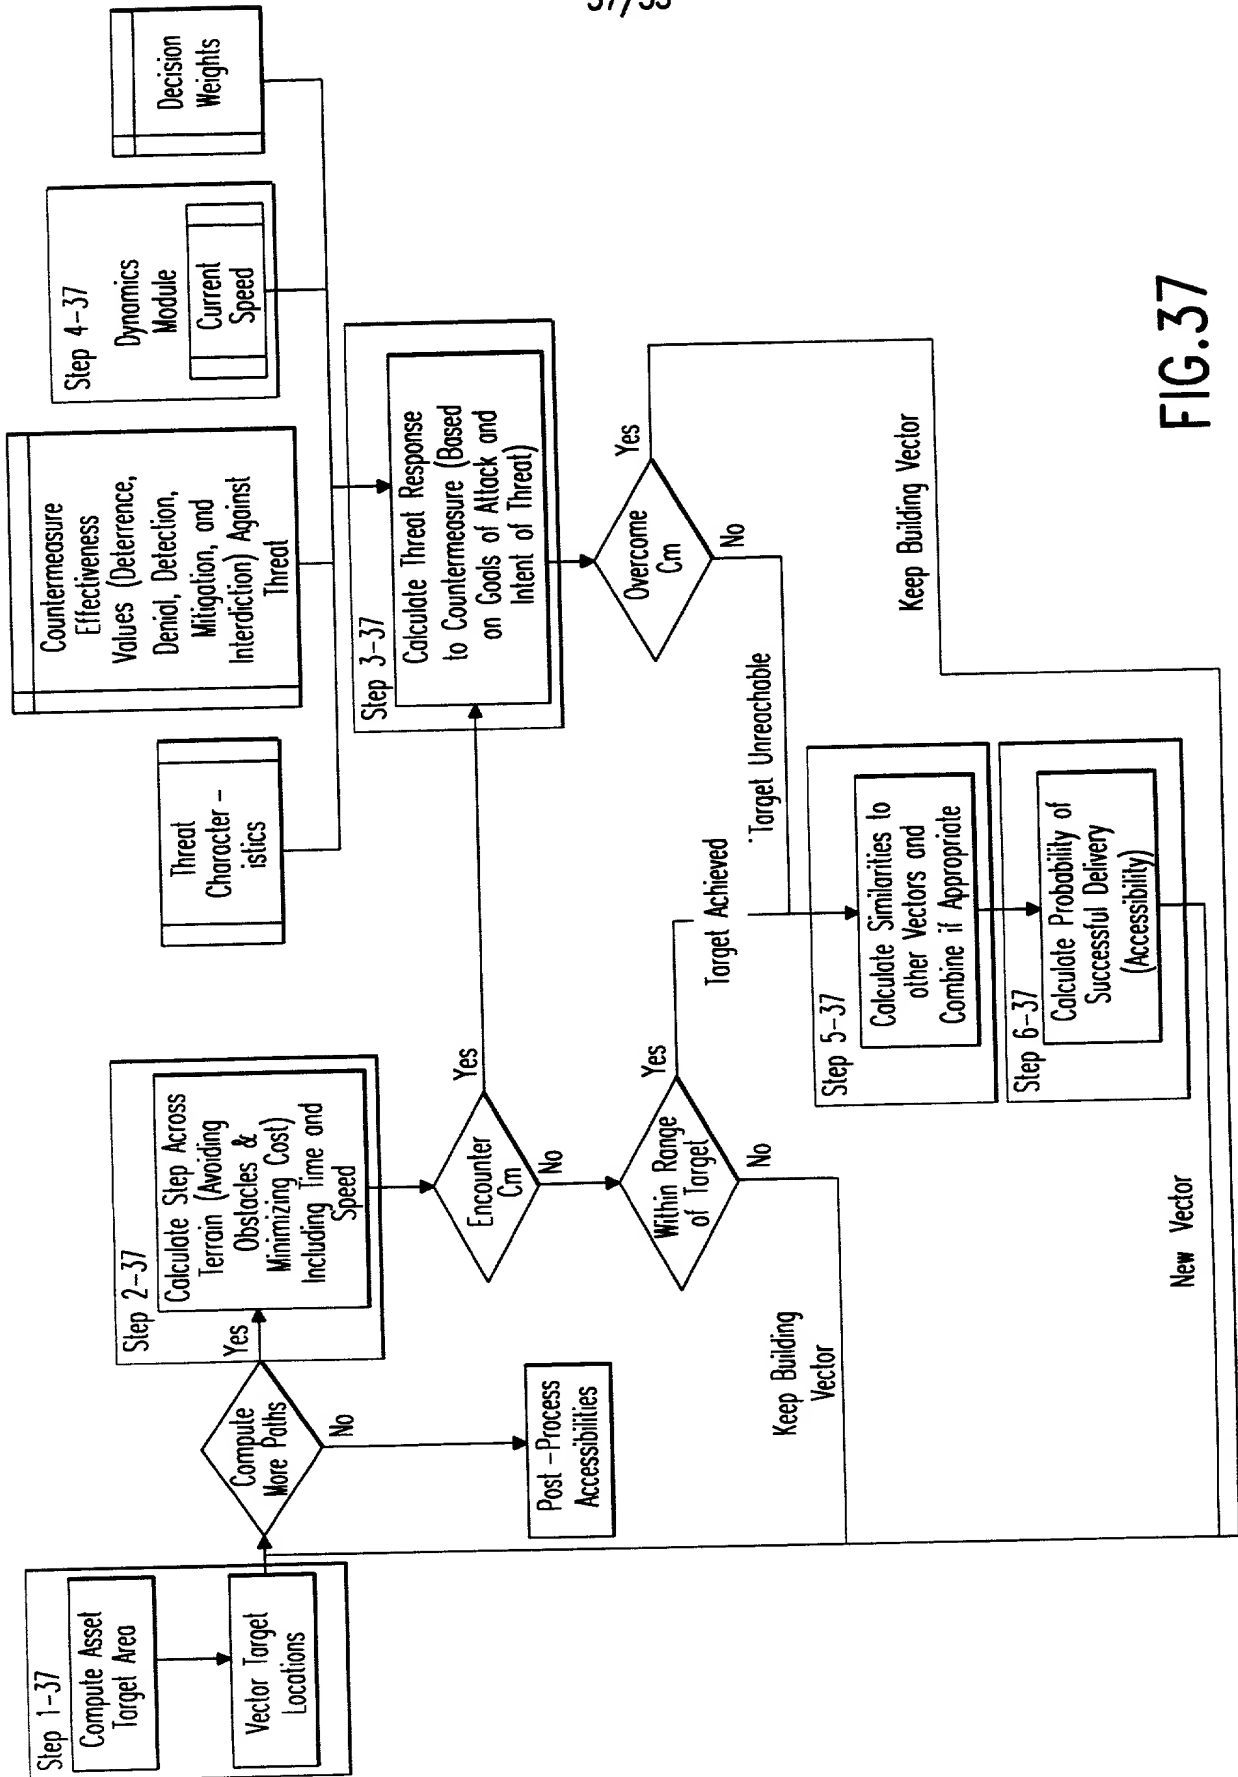 37/55
Step 1-37
Compute Asset
Target Area
Vector Target
Locations
Compute
More Paths
Yes
No
Post-Process
Accessibilities
Step 2-37
Calculate Step Across
Terrain (Avoiding
Obstacles &
Minimizing Cost)
Including Time and
Speed
Encounter
Cm
Yes
No
Within Range
of Target
Yes
No
Keep Building
Vector
Target Achieved
Threat
Character-
istics
Countermeasure
Effectiveness
Values (Deterrence,
Denial, Detection,
Mitigation, and
Interdiction) Against
Threat
Step 4-37
Dynamics
Module
Current
Speed
Decision
Weights
Step 3-37
Calculate Threat Response
to Countermeasure (Based
on Goals of Attack and
Intent of Threat)
Overcome
Cm
Yes
No
Target Unreachable
Keep Building Vector
Step 5-37
Calculate Similarities to
other Vectors and
Combine if Appropriate
Step 6-37
Calculate Probability of
Successful Delivery
(Accessibility)
New Vector
FIG.37